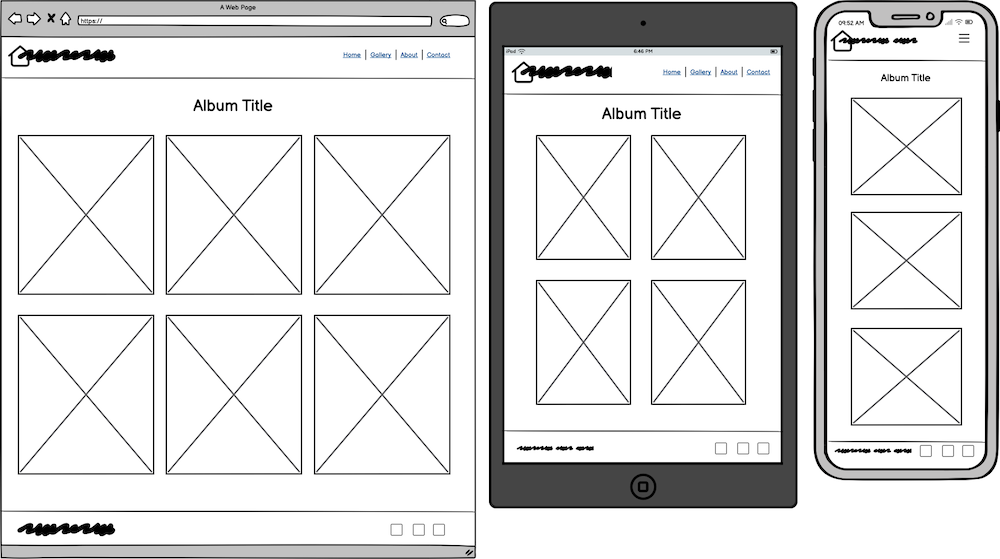 A Web Page
https://
Home Gallery About Contact
Album Title
iPod 6:46 PM
Home Gallery About Contact
Album Title
09:52 AM
Album Title